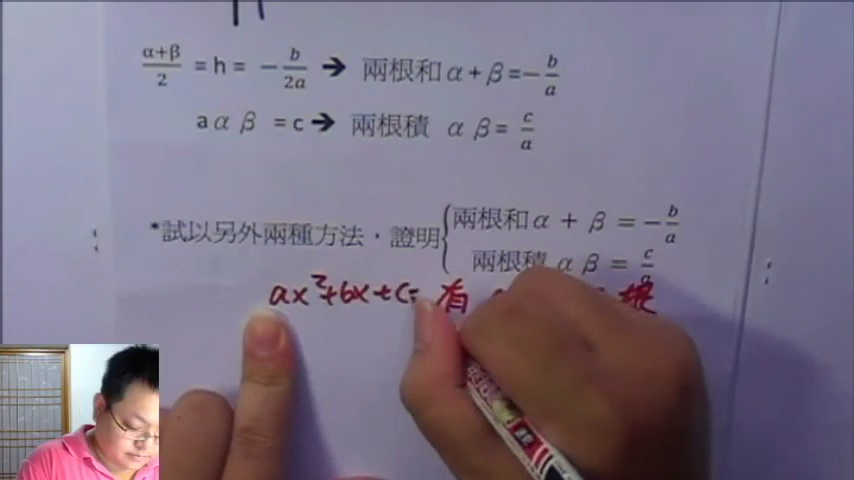 (α+β)/2 = h = −b/2a → 兩根和 α + β = −b/a
a α β = c → 兩根積 α β = c/a
*試以另外兩種方法，證明{兩根和 α + β = −b/a
兩根積 α β = c/a
ax²+bx+c= 有 根